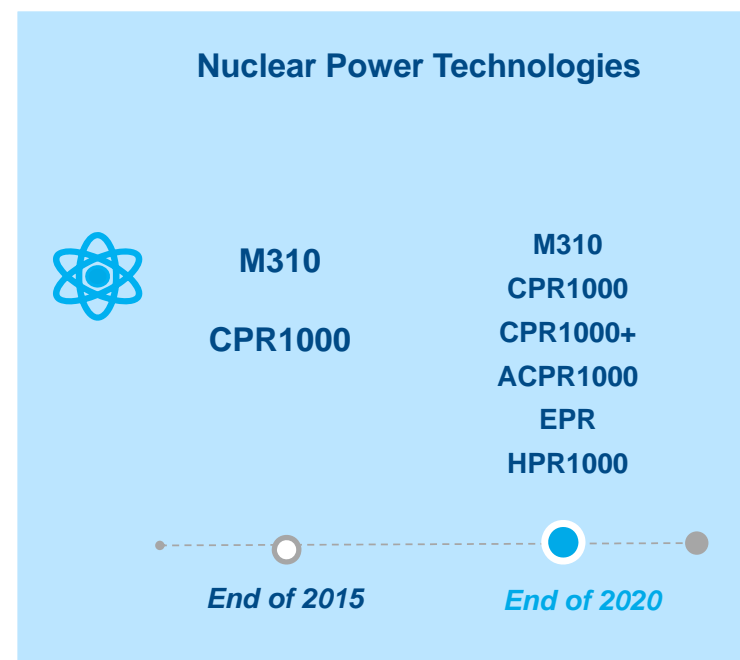 Nuclear Power Technologies
M310
CPR1000
End of 2015
M310
CPR1000
CPR1000+
ACPR1000
EPR
HPR1000
End of 2020